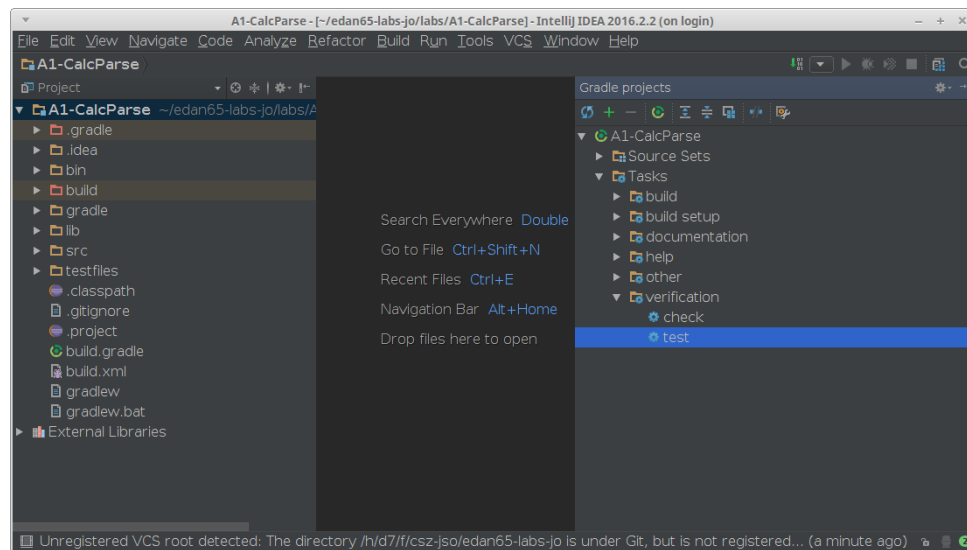 A1-CalcParse - [~/edan65-labs-jo/labs/A1-CalcParse] - IntelliJ IDEA 2016.2.2 (on login)
File Edit View Navigate Code Analyze Refactor Build Run Tools VCS Window Help
A1-CalcParse
Project
A1-CalcParse ~/edan65-labs-jo/labs/A
.gradle
.idea
bin
build
gradle
lib
src
testfiles
.classpath
.gitignore
.project
build.gradle
build.xml
gradlew
gradlew.bat
External Libraries
Search Everywhere Double
Go to File Ctrl+Shift+N
Recent Files Ctrl+E
Navigation Bar Alt+Home
Drop files here to open
Gradle projects
A1-CalcParse
Source Sets
Tasks
build
build setup
documentation
help
other
verification
check
test
Unregistered VCS root detected: The directory /h/d7/f/csz-jso/edan65-labs-jo is under Git, but is not registered... (a minute ago)